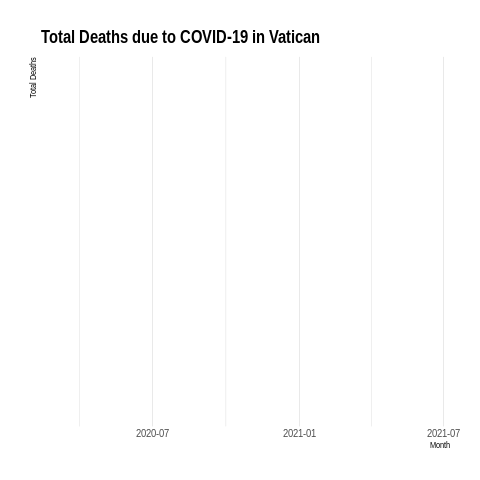 Total Deaths due to COVID-19 in Vatican
Total Deaths
2020-07 2021-01 2021-07
Month